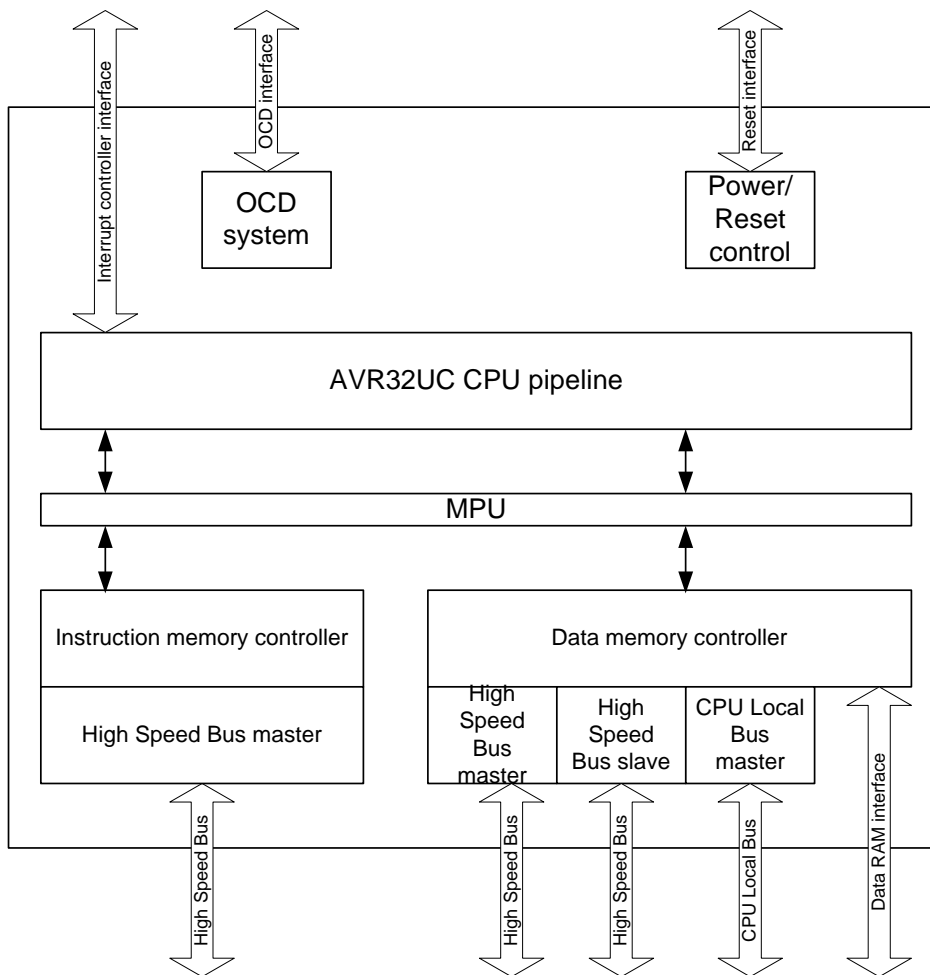 Interrupt controller interface
OCD interface
Reset interface
OCD
system
Power/
Reset
control
AVR32UC CPU pipeline
MPU
Instruction memory controller
Data memory controller
High Speed Bus master
High
Speed
Bus
master
High
Speed
Bus slave
CPU Local
Bus
master
High Speed Bus
High Speed Bus
High Speed Bus
CPU Local Bus
Data RAM interface